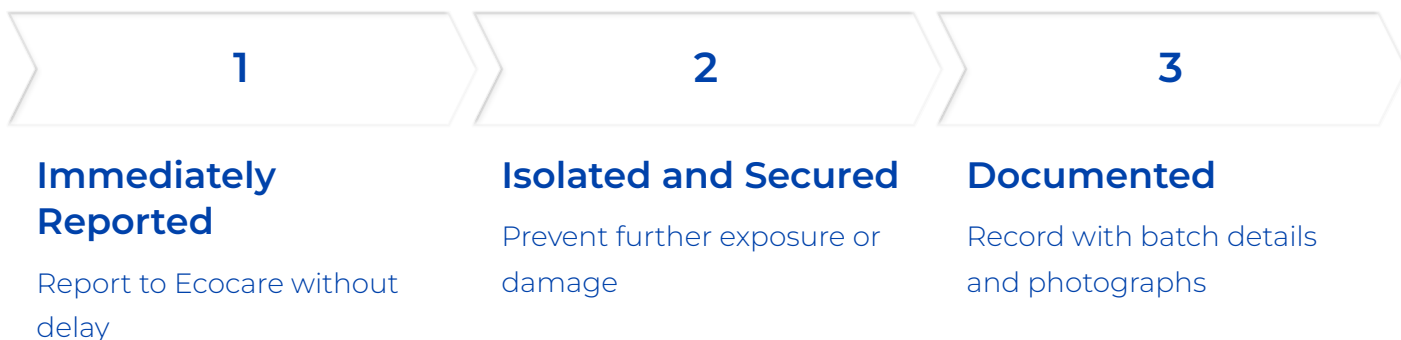 1
Immediately
Reported
Report to Ecocare without
delay
2
Isolated and Secured
Prevent further exposure or
damage
3
Documented
Record with batch details
and photographs